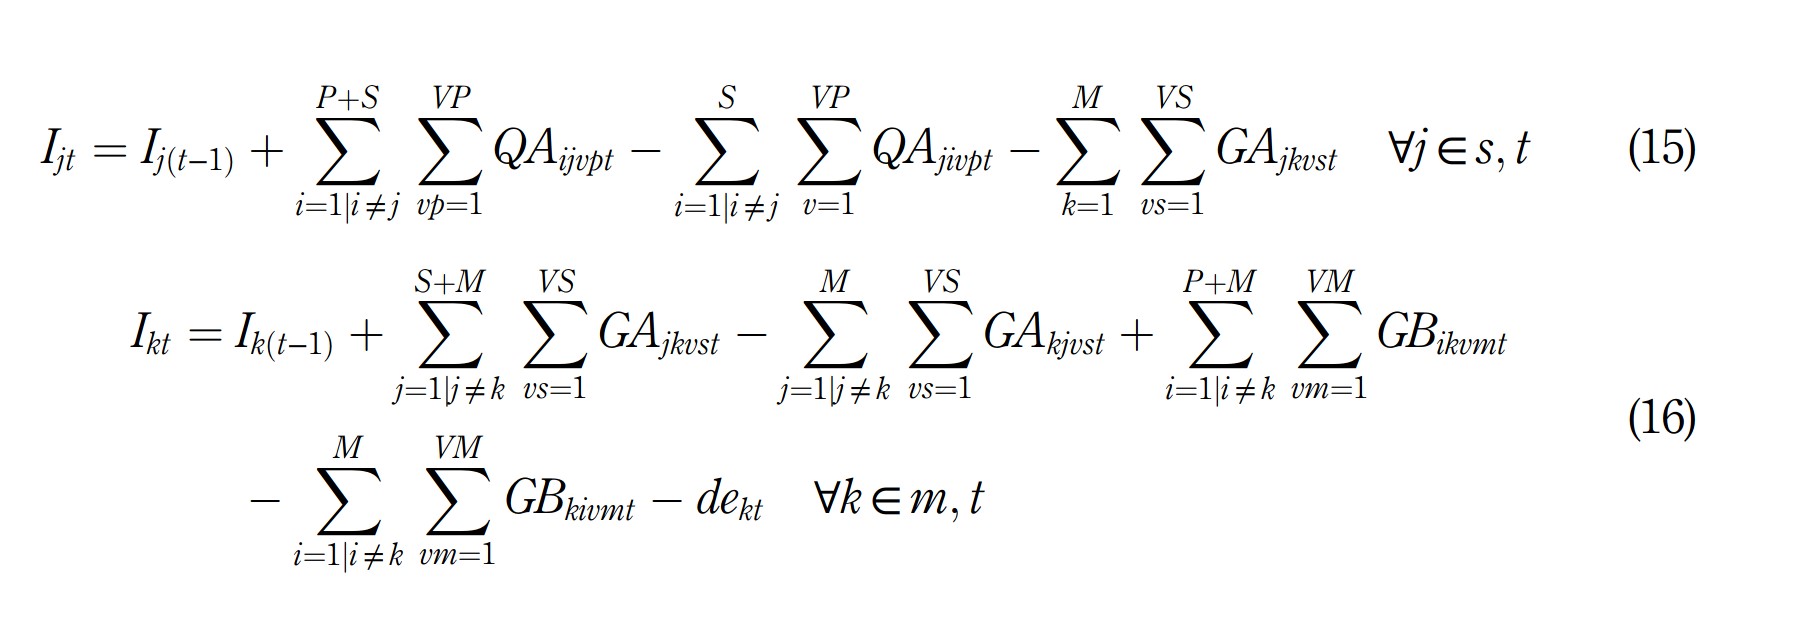 $I_{jt} = I_{j(t-1)} + \sum_{i=1|i \neq j}^{P+S} \sum_{vp=1}^{VP} QA_{ijvpt} - \sum_{i=1|i \neq j}^{S} \sum_{v=1}^{VP} QA_{jivpt} - \sum_{k=1}^{M} \sum_{vs=1}^{VS} GA_{jkvst} \quad \forall j \in s, t \quad (15)$
$I_{kt} = I_{k(t-1)} + \sum_{j=1|j \neq k}^{S+M} \sum_{vs=1}^{VS} GA_{jkvst} - \sum_{j=1|j \neq k}^{M} \sum_{vs=1}^{VS} GA_{kjvst} + \sum_{i=1|i \neq k}^{P+M} \sum_{vm=1}^{VM} GB_{ikvmt}$
$- \sum_{i=1|i \neq k}^{M} \sum_{vm=1}^{VM} GB_{kivmt} - de_{kt} \quad \forall k \in m, t \quad (16)$